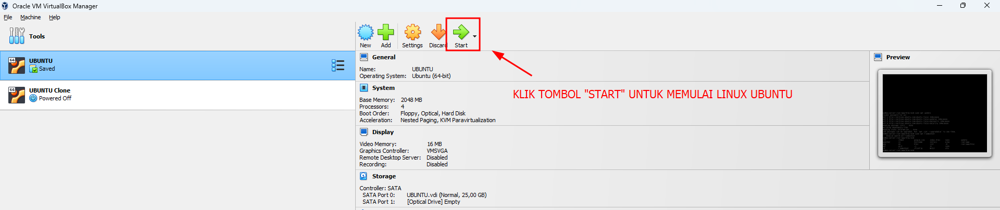 Oracle VM VirtualBox Manager
File Machine Help
Tools
New Add Settings Discard Start
64 UBUNTU
Saved
64 UBUNTU Clone
Powered Off
General
Name: UBUNTU
Operating System: Ubuntu (64-bit)
System
Base Memory: 2048 MB
Processors: 4
Boot Order: Floppy, Optical, Hard Disk
Acceleration: Nested Paging, KVM Paravirtualization
KLIK TOMBOL "START" UNTUK MEMULAI LINUX UBUNTU
Display
Video Memory: 16 MB
Graphics Controller: VMSVGA
Remote Desktop Server: Disabled
Recording: Disabled
Storage
Controller: SATA
SATA Port 0: UBUNTU.vdi (Normal, 25,00 GB)
SATA Port 1: [Optical Drive] Empty
Preview